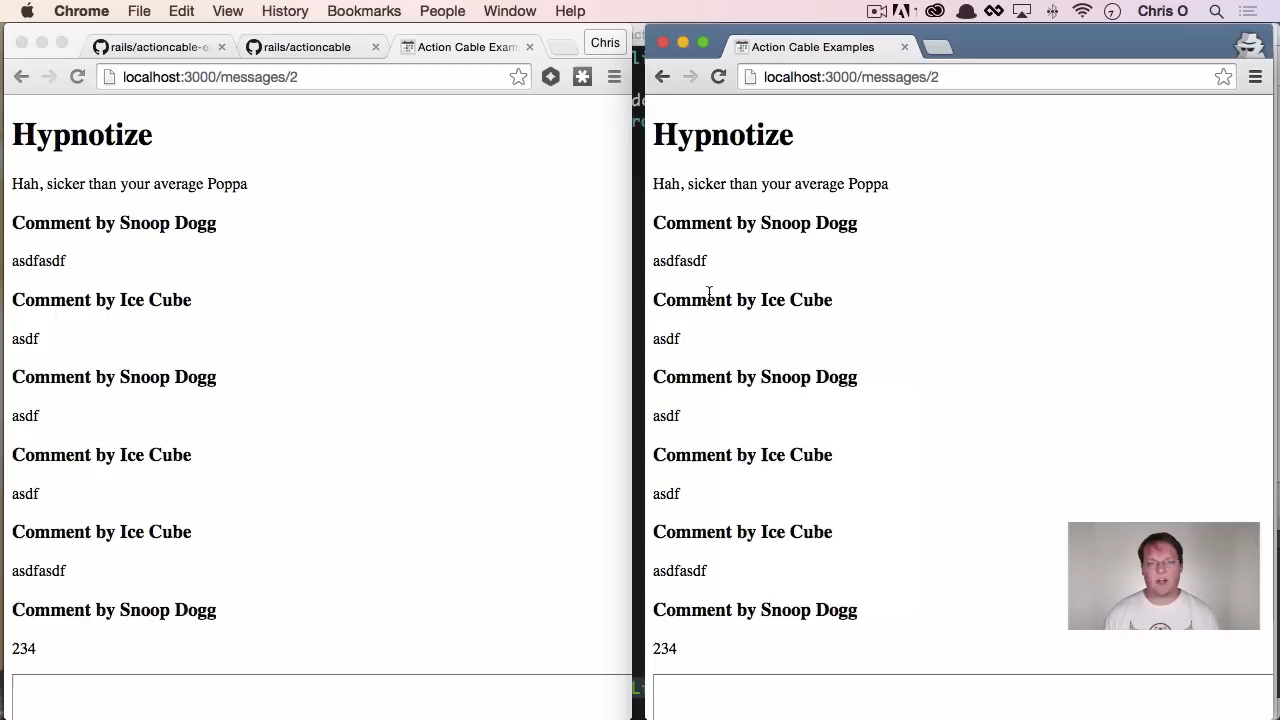 Chrome File Edit View History Bookmarks People Window Help Chris O
rails/actioncable-e
rails/actioncable
Action Cable Exam
Chris
localhost:3000/messages/2
Hypnotize
Hah, sicker than your average Poppa
Comment by Snoop Dogg
asdfasdf
Comment by Ice Cube
asdf
Comment by Snoop Dogg
asdf
Comment by Ice Cube
asdf
Comment by Ice Cube
asdfasdf
Comment by Snoop Dogg
234
Action Cable Examples
localhost:3000/messages/2
Hypnotize
Hah, sicker than your average Poppa
Comment by Snoop Dogg
asdfasdf
Comment by Ice Cube
asdf
Comment by Snoop Dogg
asdf
Comment by Ice Cube
asdf
Comment by Ice Cube
asdfasdf
Comment by Snoop Dogg
234